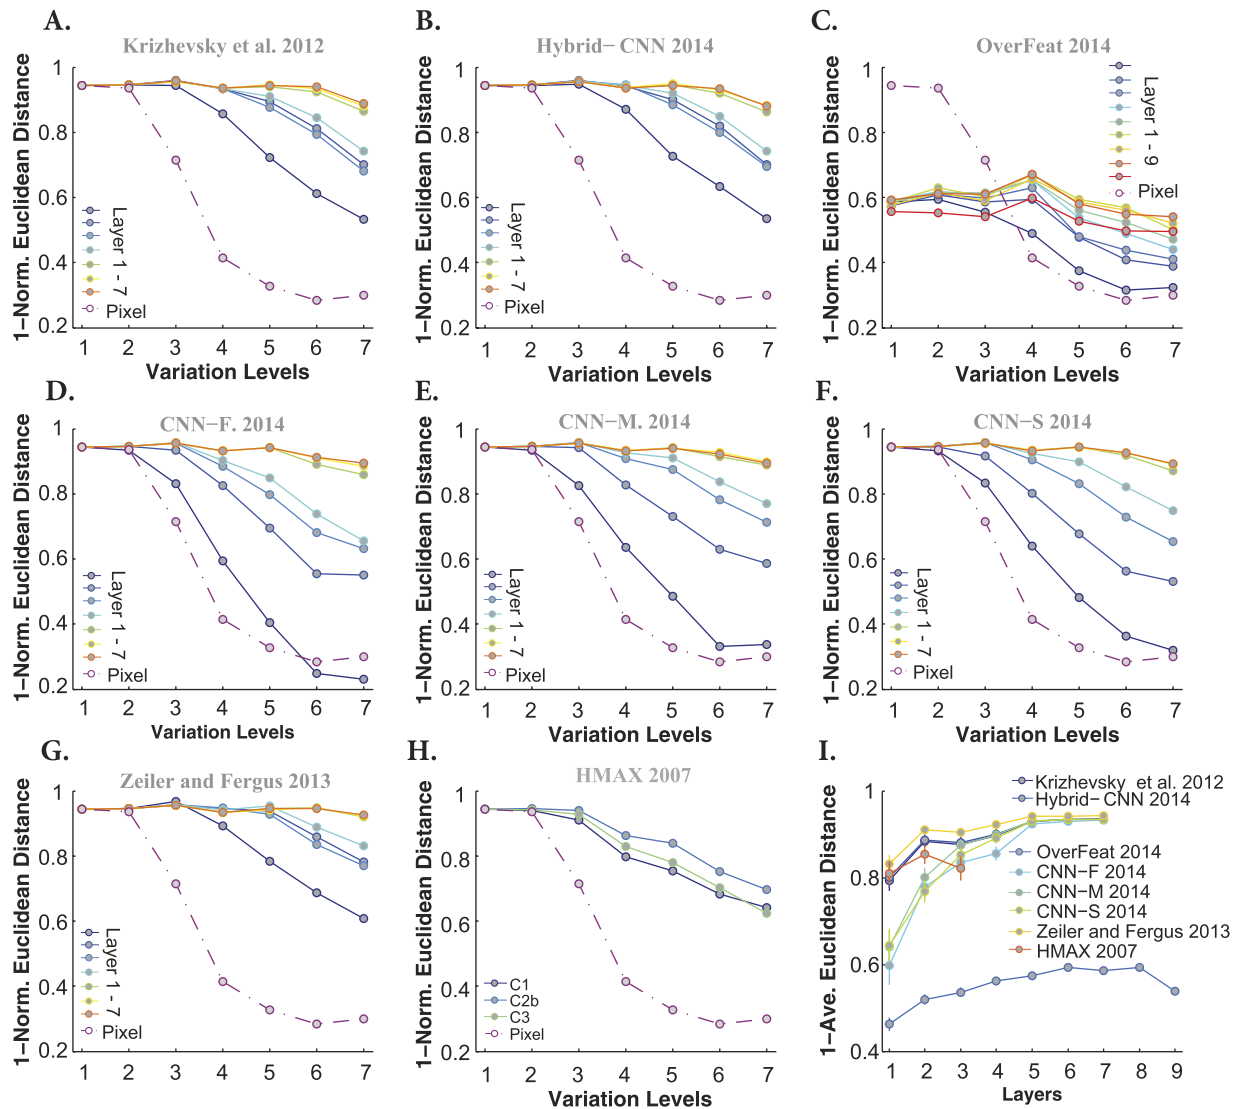 A.
Krizhevsky et al. 2012
1−Norm. Euclidean Distance
1
0.8
0.6
0.4
0.2
Layer 1 - 7
Pixel
1 2 3 4 5 6 7
Variation Levels
B.
Hybrid− CNN 2014
1−Norm. Euclidean Distance
1
0.8
0.6
0.4
0.2
Layer 1 - 7
Pixel
1 2 3 4 5 6 7
Variation Levels
C.
OverFeat 2014
1−Norm. Euclidean Distance
1
0.8
0.6
0.4
0.2
Layer 1 - 9
Pixel
1 2 3 4 5 6 7
Variation Levels
D.
CNN−F. 2014
1−Norm. Euclidean Distance
1
0.8
0.6
0.4
0.2
Layer 1 - 7
Pixel
1 2 3 4 5 6 7
Variation Levels
E.
CNN−M. 2014
1−Norm. Euclidean Distance
1
0.8
0.6
0.4
0.2
Layer 1 - 7
Pixel
1 2 3 4 5 6 7
Variation Levels
F.
CNN−S 2014
1−Norm. Euclidean Distance
1
0.8
0.6
0.4
0.2
Layer 1 - 7
Pixel
1 2 3 4 5 6 7
Variation Levels
G.
Zeiler and Fergus 2013
1−Norm. Euclidean Distance
1
0.8
0.6
0.4
0.2
Layer 1 - 7
Pixel
1 2 3 4 5 6 7
Variation Levels
H.
HMAX 2007
1−Norm. Euclidean Distance
1
0.8
0.6
0.4
0.2
C1
C2b
C3
Pixel
1 2 3 4 5 6 7
Variation Levels
I.
1−Ave. Euclidean Distance
1
0.8
0.6
0.4
Krizhevsky et al. 2012
Hybrid−CNN 2014
OverFeat 2014
CNN−F 2014
CNN−M 2014
CNN−S 2014
Zeiler and Fergus 2013
HMAX 2007
1 2 3 4 5 6 7 8 9
Layers